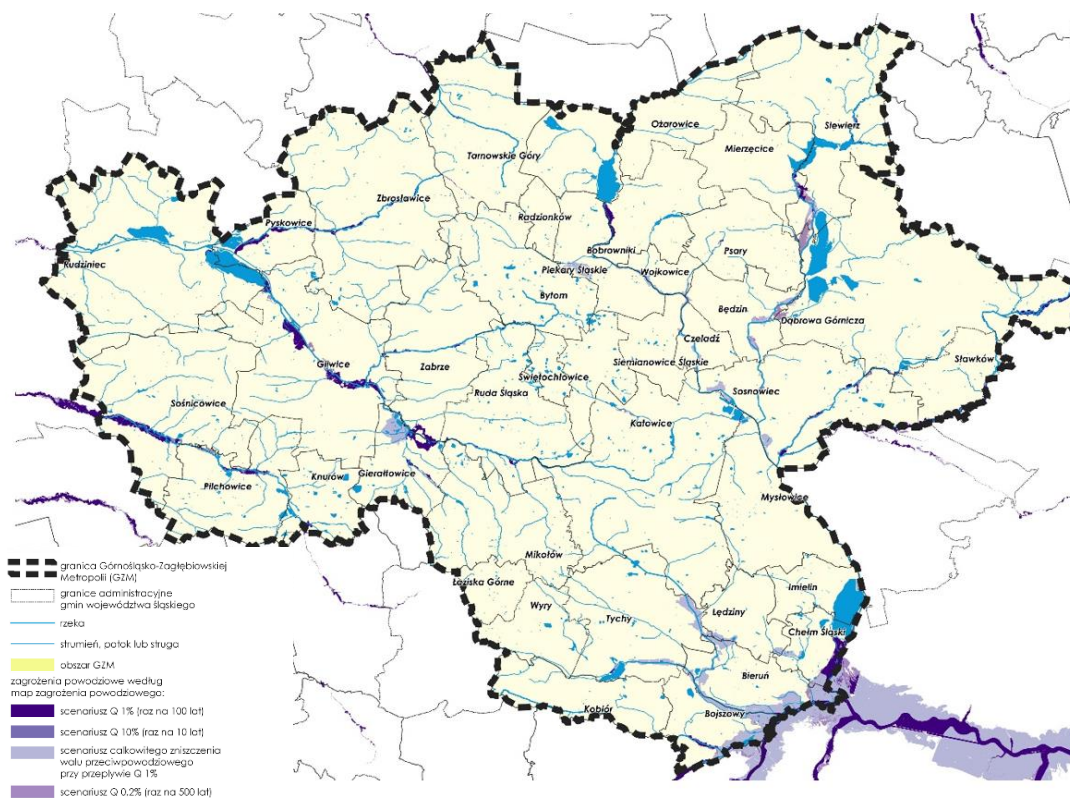 Ożarowice
Siewierz
Mierzęcice
Tarnowskie Góry
Zbrosławice
Radzionków
Pyskowice
Bobrowniki
Psary
Rudziniec
Piekary Śląskie
Wojkowice
Bytom
Będzin
Dąbrowa Górnicza
Czeladź
Gliwice
Zabrze
Siemianowice Śląskie
Sławków
Świętochłowice
Ruda Śląska
Sosnowiec
Sośnicowice
Katowice
Gierałtowice
Knurów
Pilchowice
Mysłowice
Mikołów
Łaziska Górne
Imielin
Wyry
Lędziny
Tychy
Chełm Śląski
Bieruń
Kobiór
Bojszowy
granica Górnośląsko-Zagłębiowskiej
Metropolii (GZM)
granice administracyjne
gmin województwa śląskiego
rzeka
strumień, potok lub struga
obszar GZM
zagrożenia powodziowe według
map zagrożenia powodziowego:
scenariusz Q 1% (raz na 100 lat)
scenariusz Q 10% (raz na 10 lat)
scenariusz całkowitego zniszczenia
wału przeciwpowodziowego
przy przepływie Q 1%
scenariusz Q 0,2% (raz na 500 lat)